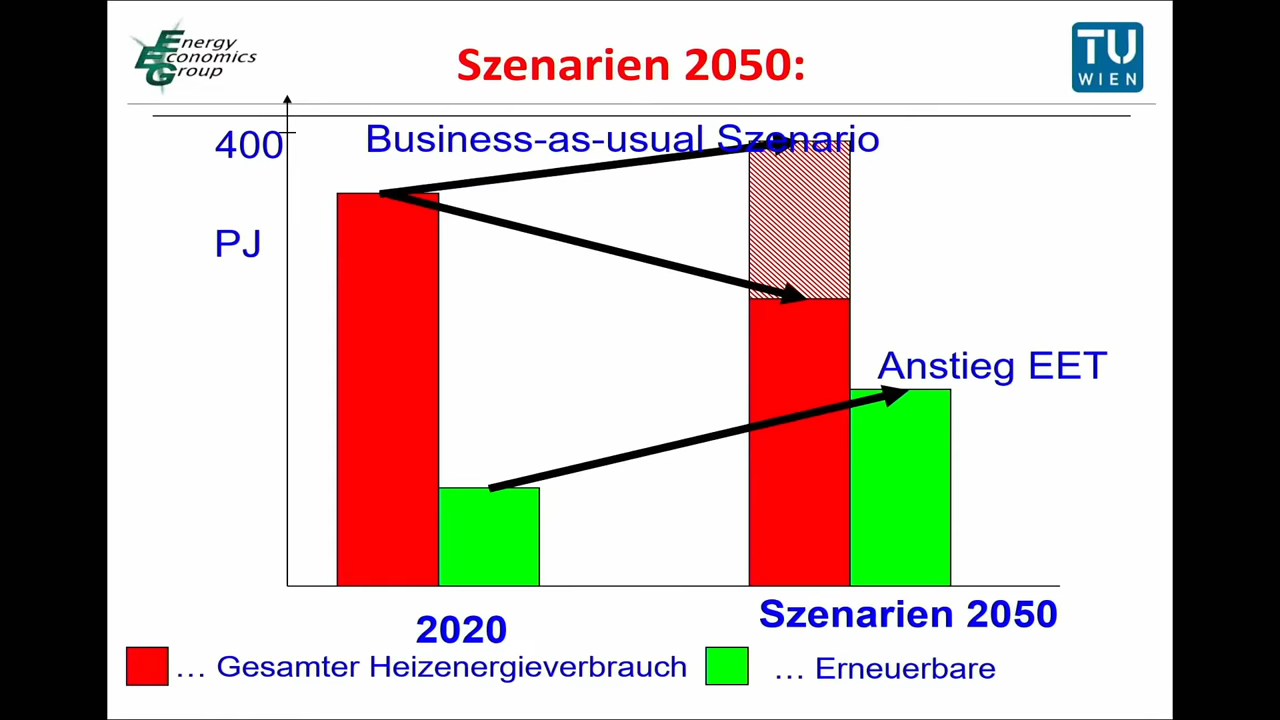 Energy
Economics
Group
Szenarien 2050:
TU
WIEN
400
Business-as-usual Szenario
PJ
Anstieg EET
2020
Szenarien 2050
... Gesamter Heizenergieverbrauch
... Erneuerbare